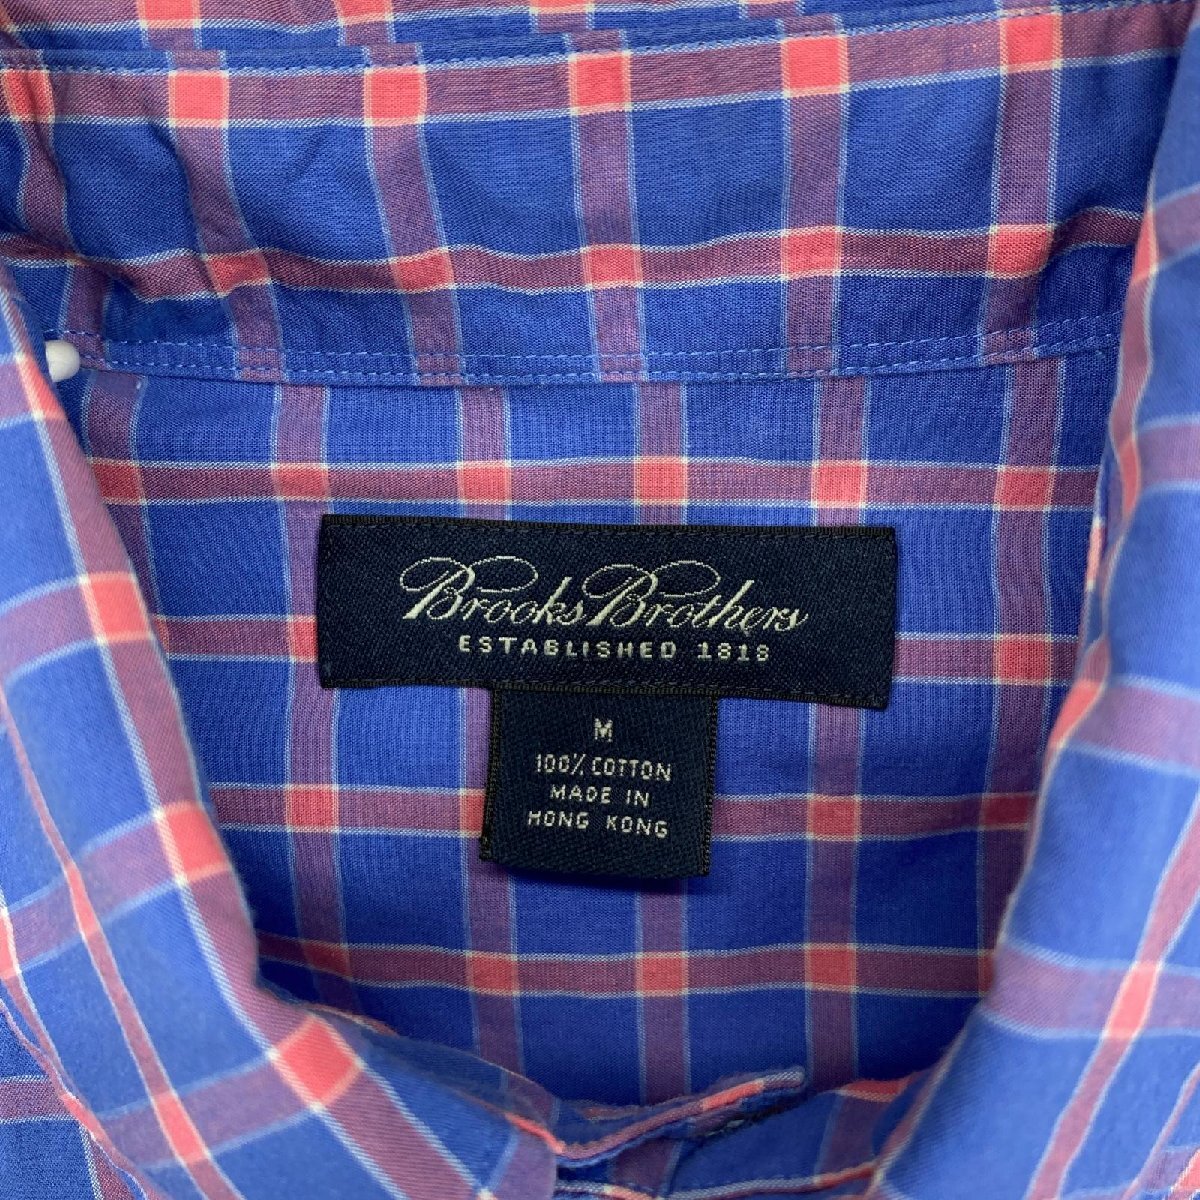 Brooks Brothers
ESTABLISHED 1818
M
100% COTTON
MADE IN
HONG KONG